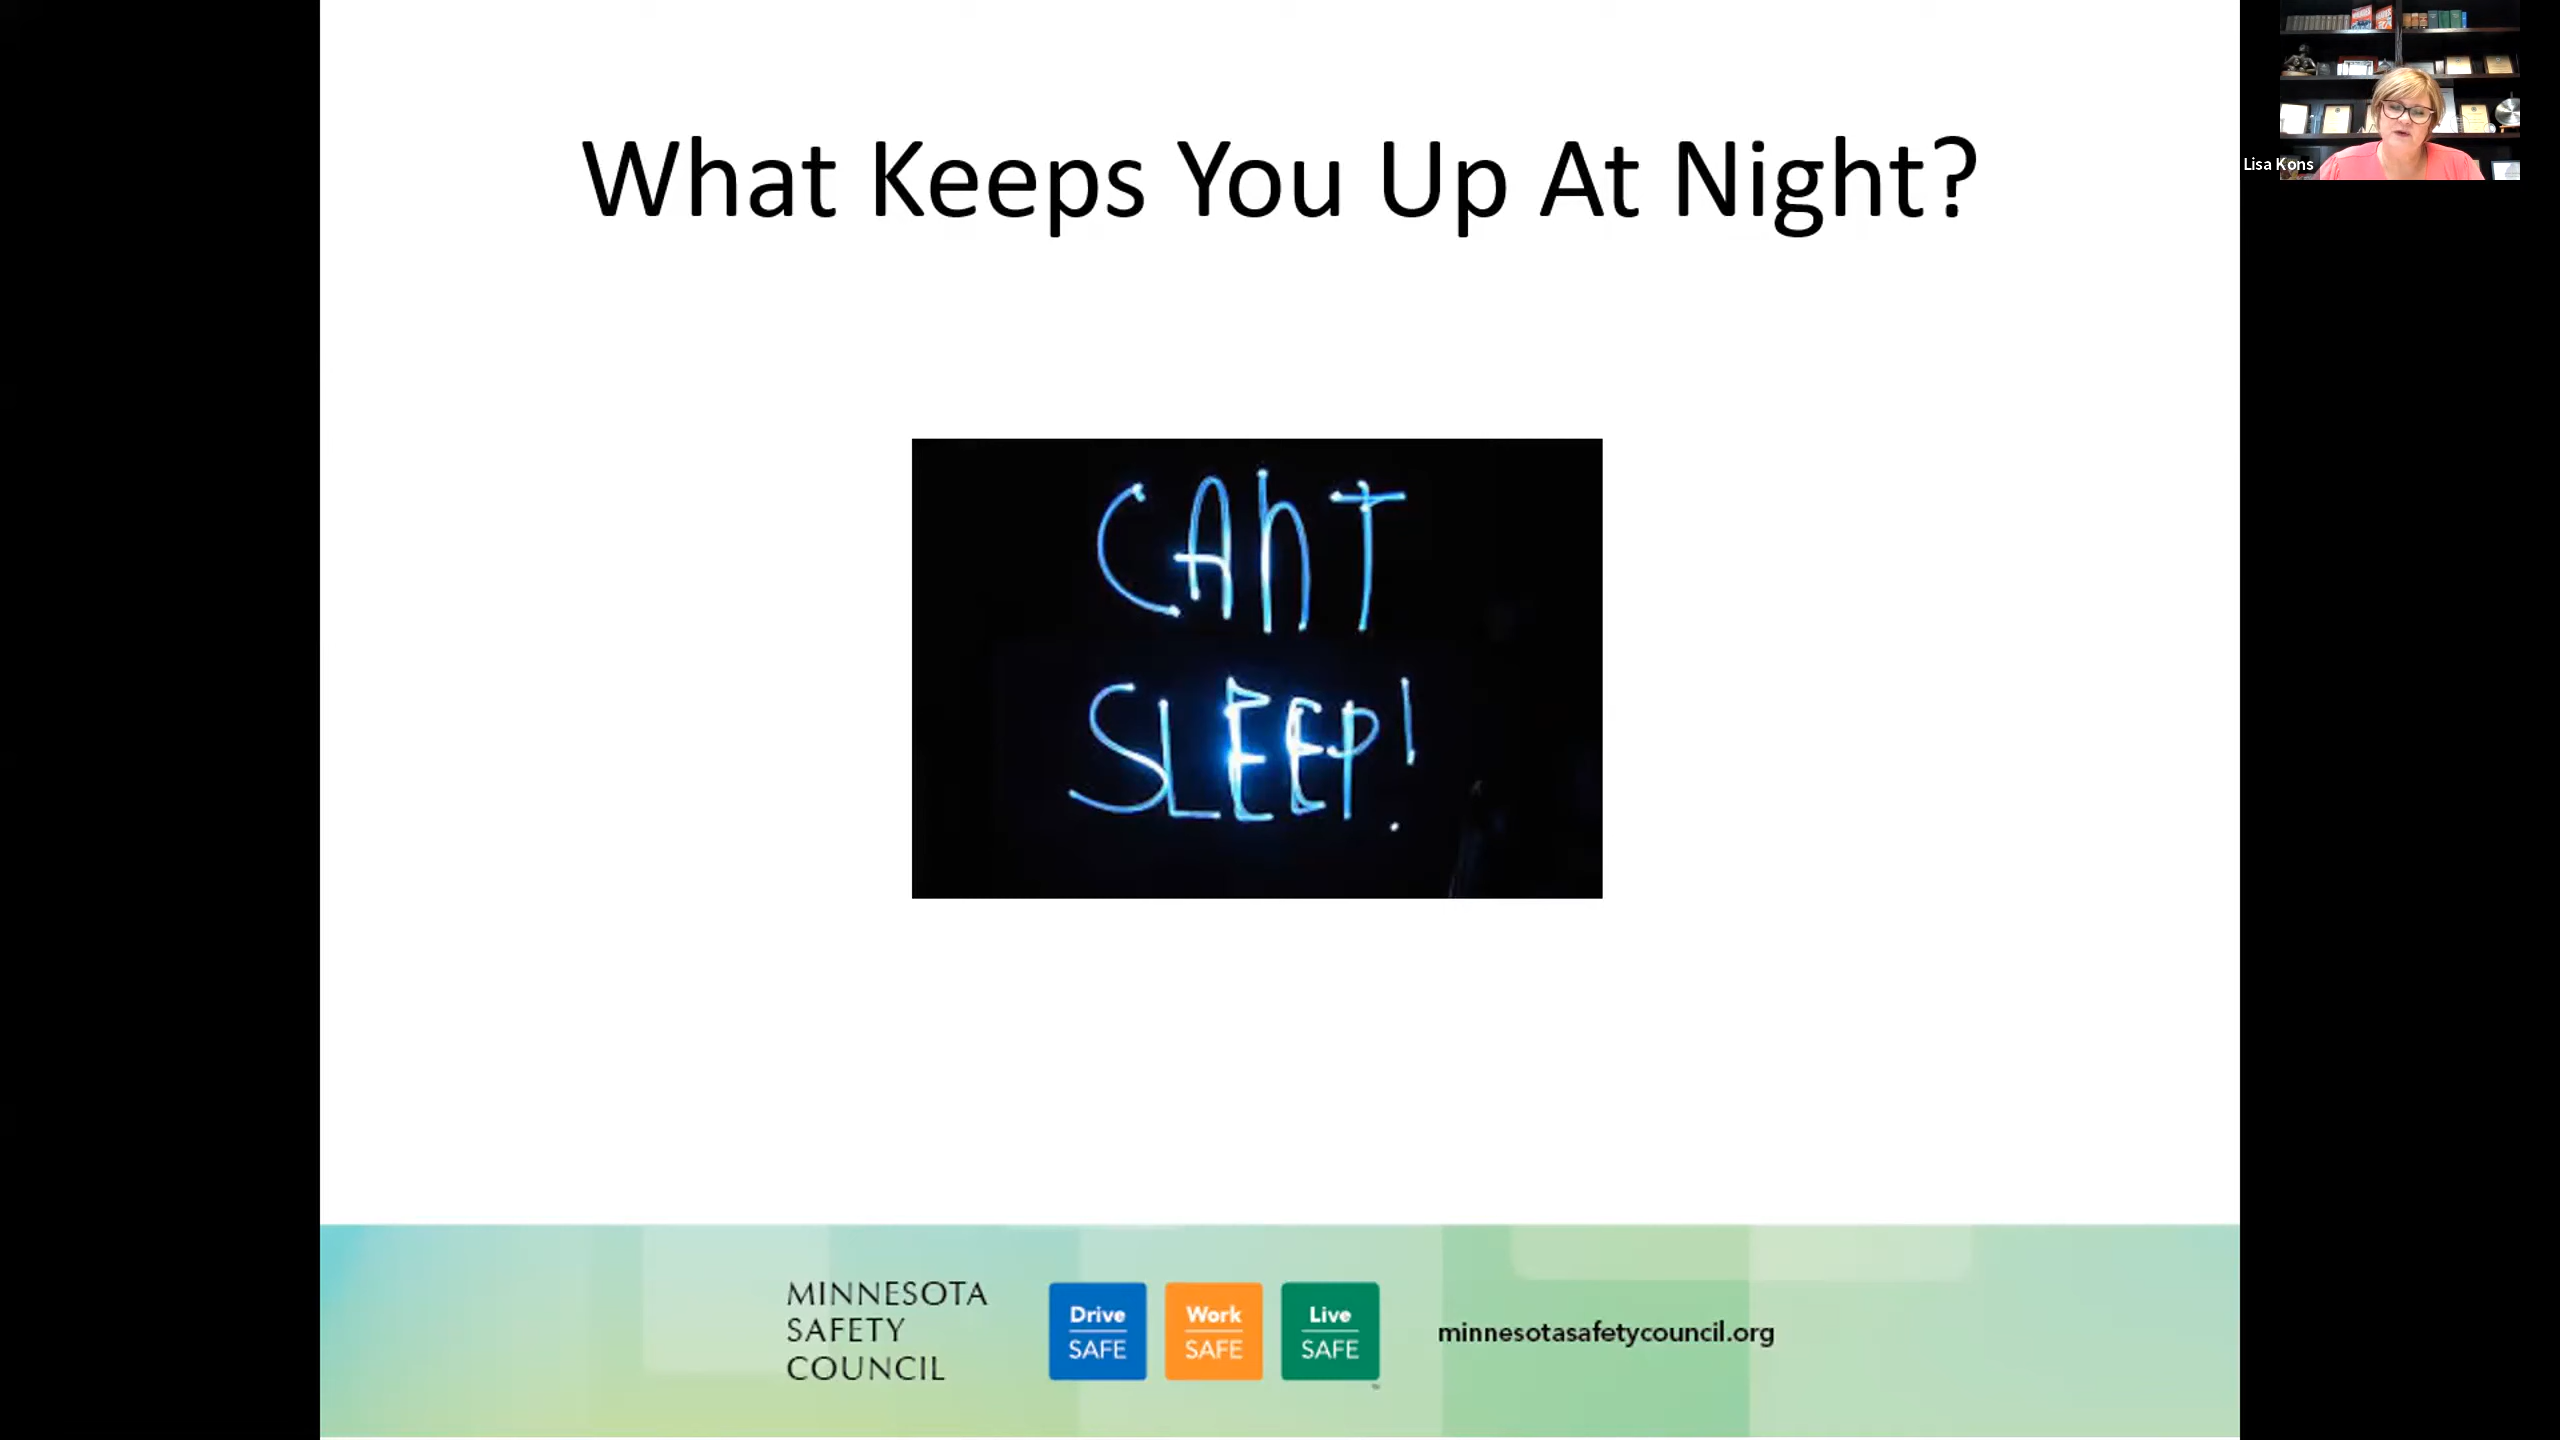 What Keeps You Up At Night?
Lisa Kons
CAhT
SLEEP!
MINNESOTA
SAFETY
COUNCIL
Drive
SAFE
Work
SAFE
Live
SAFE
minnesotasafetycouncil.org